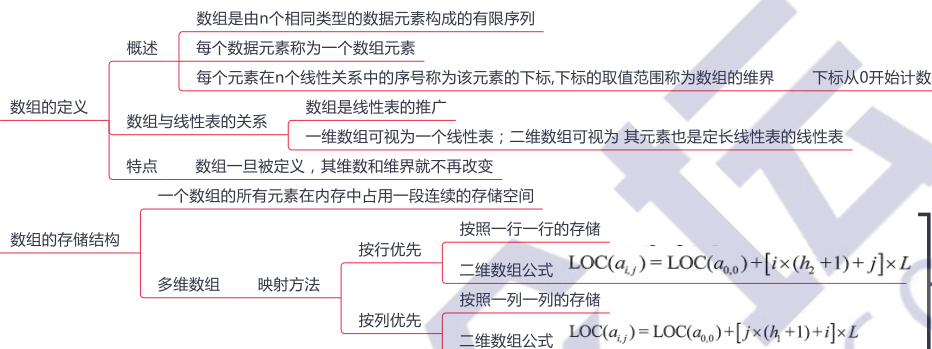 数组的定义
概述
数组是由n个相同类型的数据元素构成的有限序列
每个数据元素称为一个数组元素
每个元素在n个线性关系中的序号称为该元素的下标,下标的取值范围称为数组的维界
下标从0开始计数
数组与线性表的关系
数组是线性表的推广
一维数组可视为一个线性表；二维数组可视为 其元素也是定长线性表的线性表
特点
数组一旦被定义，其维数和维界就不再改变
数组的存储结构
一个数组的所有元素在内存中占用一段连续的存储空间
多维数组
映射方法
按行优先
按照一行一行的存储
二维数组公式 LOC(a_{i,j}) = LOC(a_{0,0}) + [i×(h_2 +1) + j]×L
按列优先
按照一列一列的存储
二维数组公式 LOC(a_{i,j}) = LOC(a_{0,0}) + [j×(h_1 +1) + i]×L